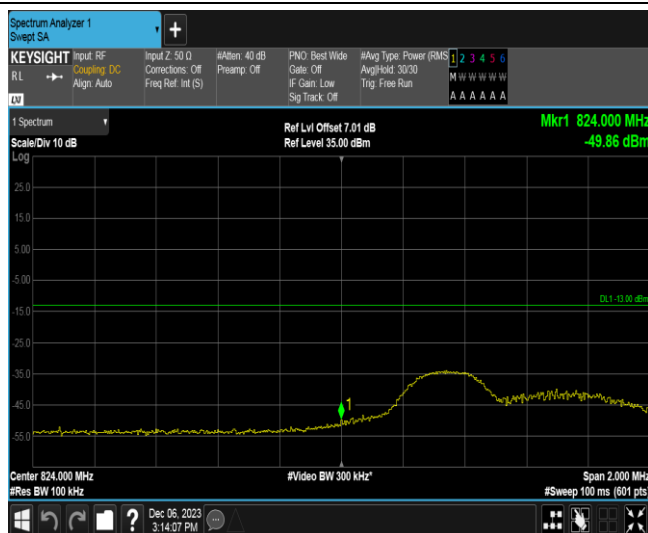 Spectrum Analyzer 1
Swept SA
+
KEYSIGHT
RL
Input: RF
Coupling: DC
Align: Auto
Input Z: 50 Ω
Corrections: Off
Freq Ref: Int (S)
#Atten: 40 dB
Preamp: Off
PNO: Best Wide
Gate: Off
IF Gain: Low
Sig Track: Off
#Avg Type: Power (RMS
Avg|Hold: 30/30
Trig: Free Run
1 2 3 4 5 6
M W W W W W
A A A A A A
LXI
1 Spectrum
Scale/Div 10 dB
Ref Lvl Offset 7.01 dB
Ref Level 35.00 dBm
Mkr1 824.000 MHz
-49.86 dBm
Log
25.0
15.0
5.00
-5.00
DL1 -13.00 dBm
-15.0
-25.0
-35.0
-45.0
1
-55.0
Center 824.000 MHz
#Video BW 300 kHz*
Span 2.000 MHz
#Res BW 100 kHz
#Sweep 100 ms (601 pts)
?
Dec 06, 2023
3:14:07 PM